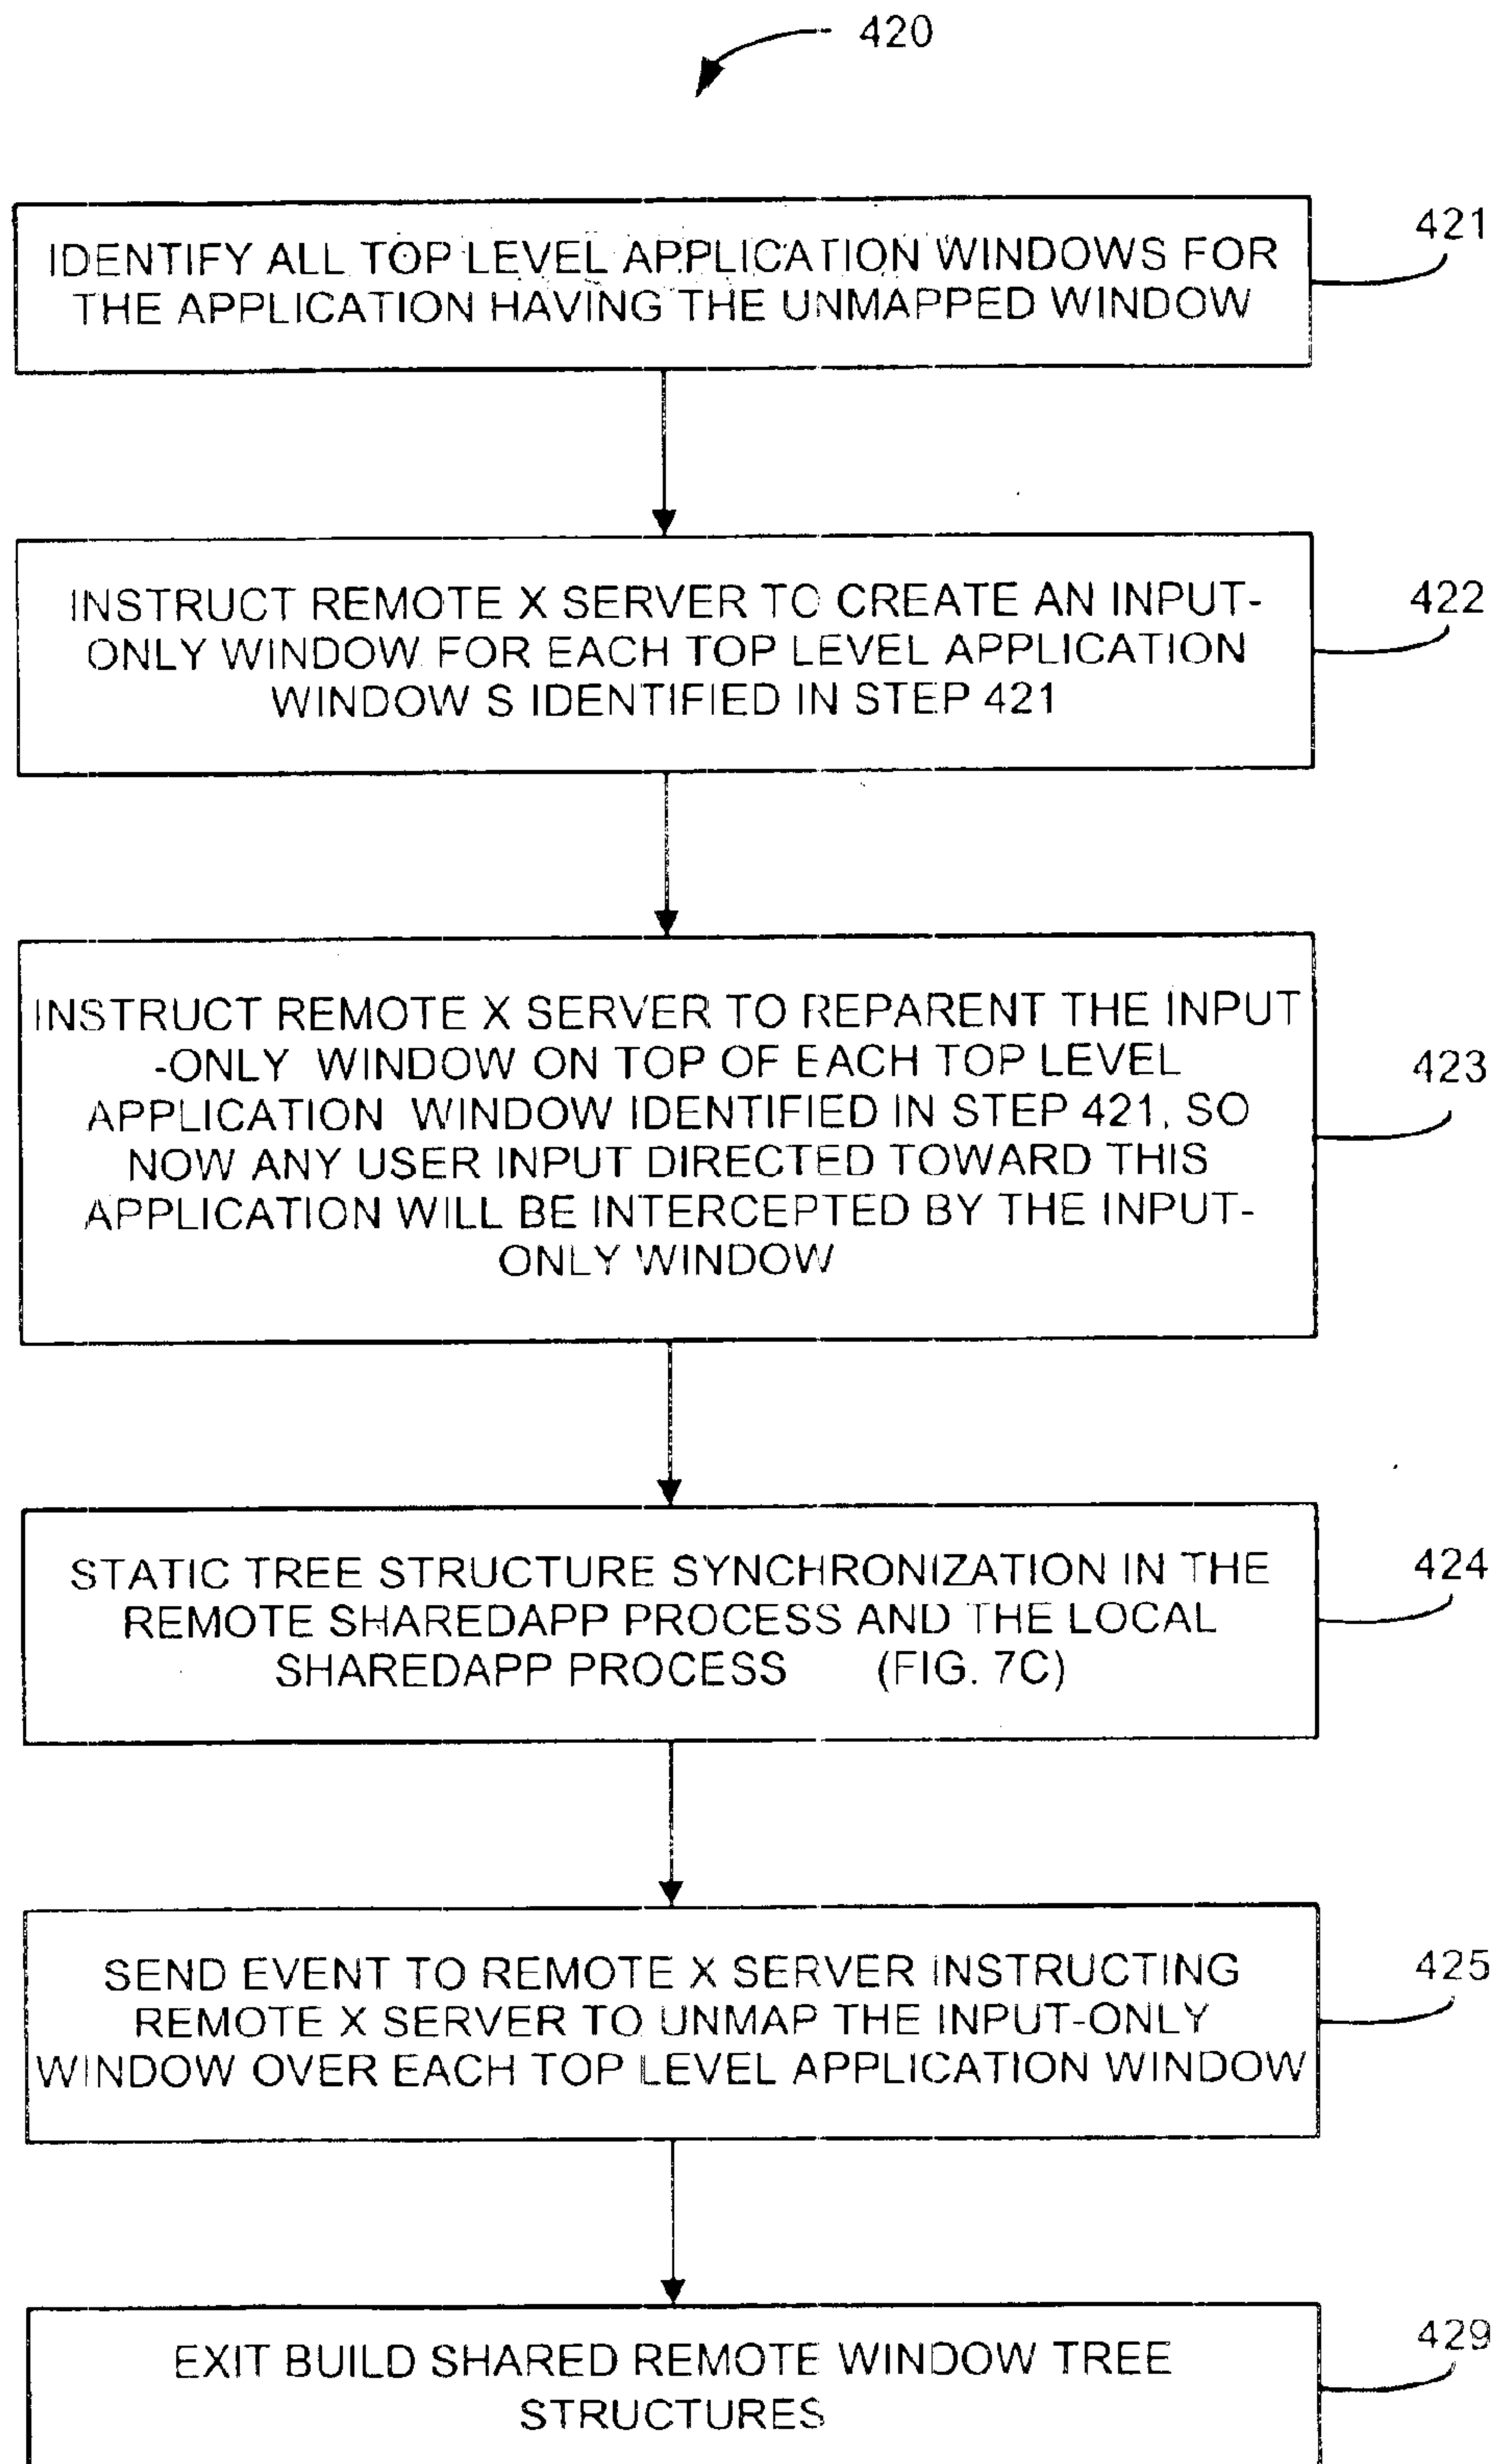 420
IDENTIFY ALL TOP LEVEL APPLICATION WINDOWS FOR
THE APPLICATION HAVING THE UNMAPPED WINDOW
421
INSTRUCT REMOTE X SERVER TO CREATE AN INPUT-
ONLY WINDOW FOR EACH TOP LEVEL APPLICATION
WINDOW S IDENTIFIED IN STEP 421
422
INSTRUCT REMOTE X SERVER TO REPARENT THE INPUT
-ONLY WINDOW ON TOP OF EACH TOP LEVEL
APPLICATION WINDOW IDENTIFIED IN STEP 421, SO
NOW ANY USER INPUT DIRECTED TOWARD THIS
APPLICATION WILL BE INTERCEPTED BY THE INPUT-
ONLY WINDOW
423
STATIC TREE STRUCTURE SYNCHRONIZATION IN THE
REMOTE SHAREDAPP PROCESS AND THE LOCAL
SHAREDAPP PROCESS (FIG. 7C)
424
SEND EVENT TO REMOTE X SERVER INSTRUCTING
REMOTE X SERVER TO UNMAP THE INPUT-ONLY
WINDOW OVER EACH TOP LEVEL APPLICATION WINDOW
425
EXIT BUILD SHARED REMOTE WINDOW TREE
STRUCTURES
429